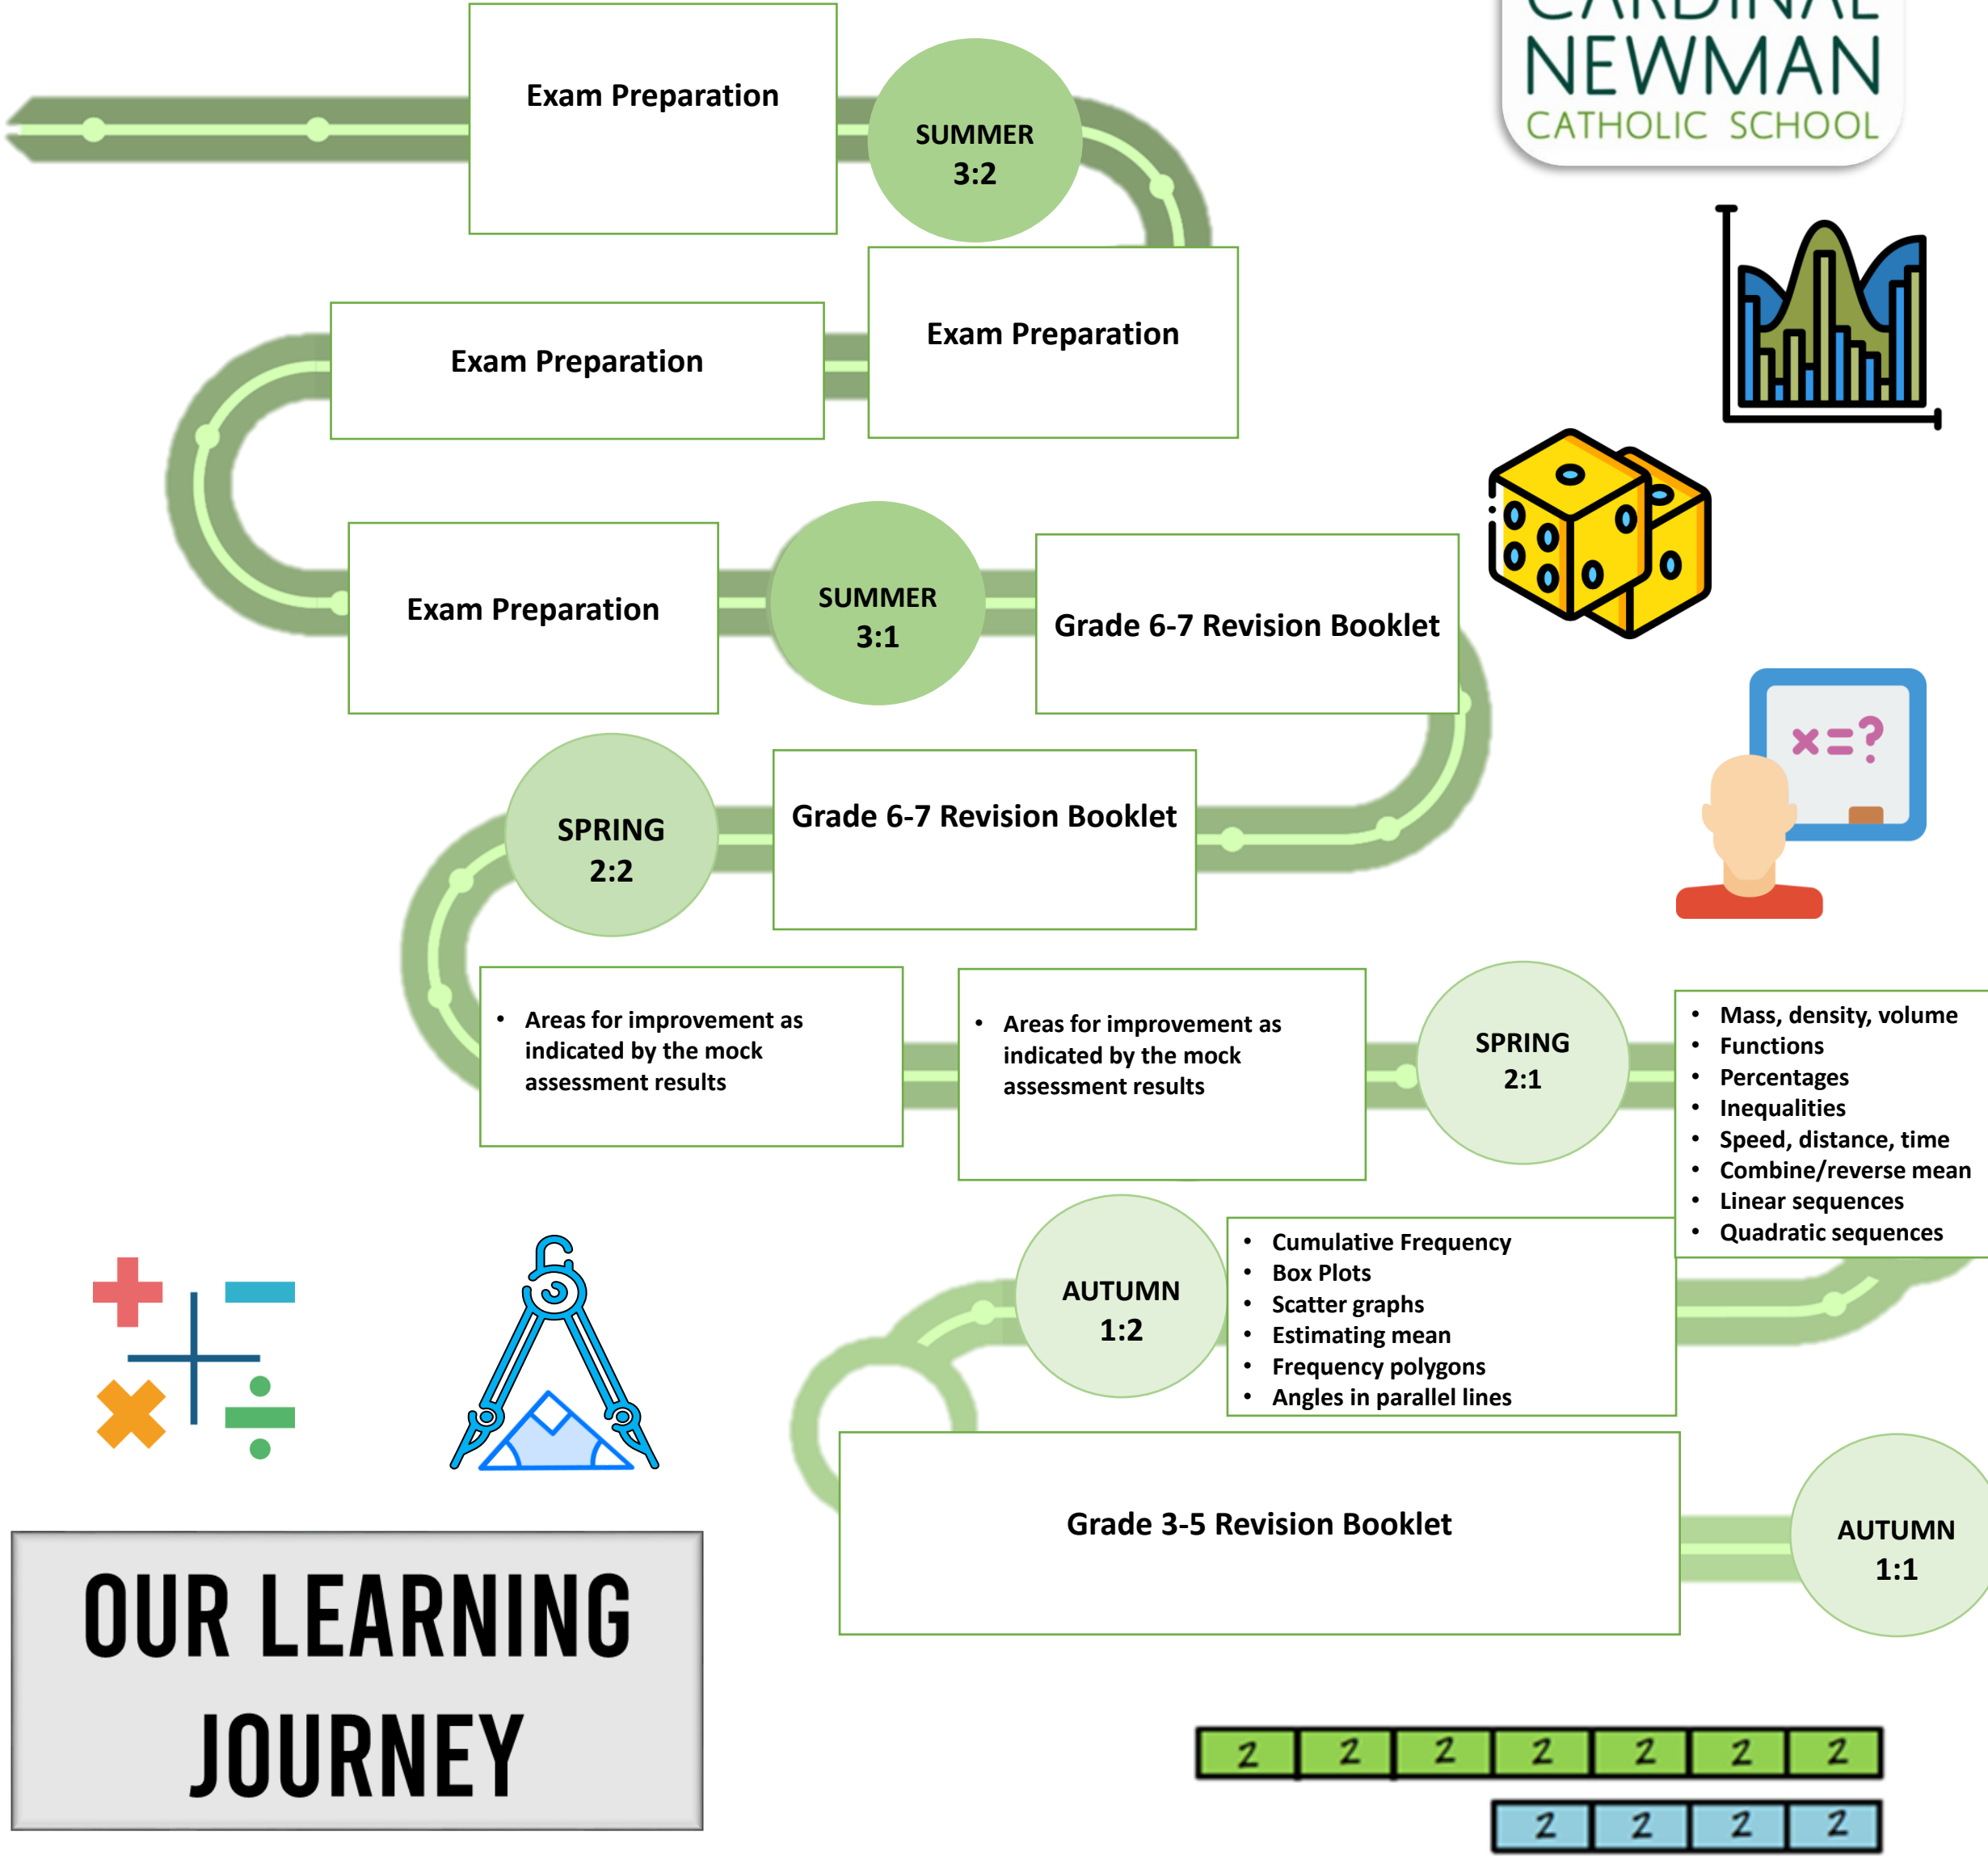 CARDINAL
NEWMAN
CATHOLIC SCHOOL
Exam Preparation
SUMMER
3:2
Exam Preparation
Exam Preparation
Exam Preparation
SUMMER
3:1
Grade 6-7 Revision Booklet
x=?
SPRING
2:2
Grade 6-7 Revision Booklet
• Areas for improvement as
indicated by the mock
assessment results
• Areas for improvement as
indicated by the mock
assessment results
SPRING
2:1
• Mass, density, volume
• Functions
• Percentages
• Inequalities
• Speed, distance, time
• Combine/reverse mean
• Linear sequences
• Quadratic sequences
AUTUMN
1:2
• Cumulative Frequency
• Box Plots
• Scatter graphs
• Estimating mean
• Frequency polygons
• Angles in parallel lines
Grade 3-5 Revision Booklet
AUTUMN
1:1
OUR LEARNING
JOURNEY
2 2 2 2 2 2 2
2 2 2 2